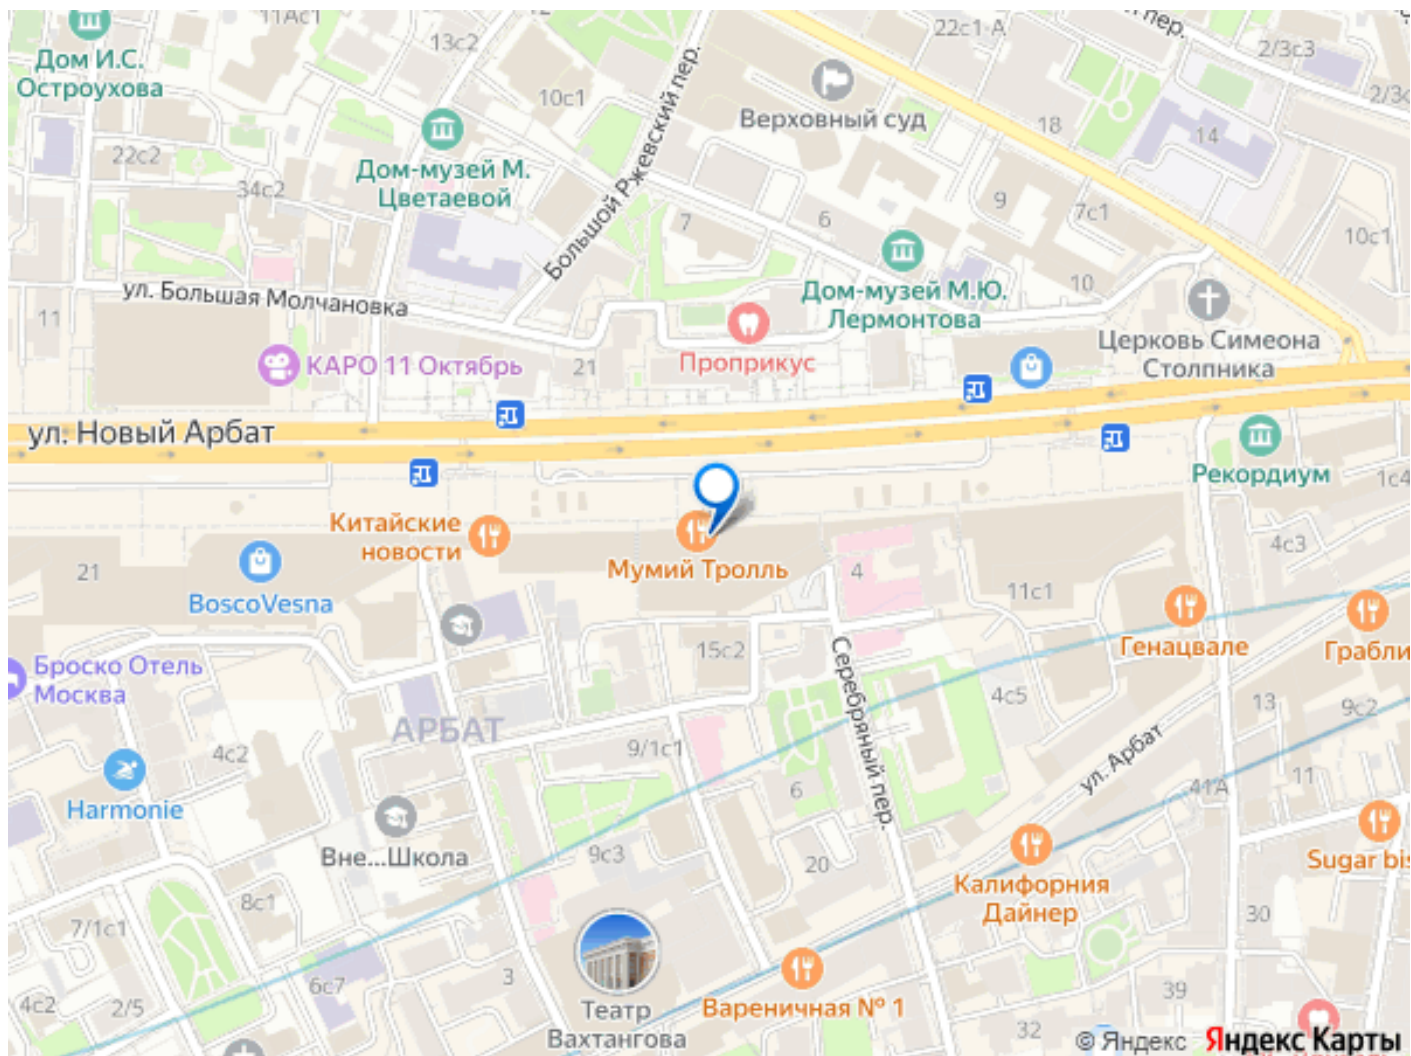 11Ас1
12
13с2
22с1-А
пер.
2/3с3
2/3с
Дом И.С.
Остроухова
10с1
Большой Ржевский пер.
Верховный суд
18
14
22с2
34с2
Дом-музей М.
Цветаевой
7
6
9
7с1
10с1
ул. Большая Молчановка
Дом-музей М.Ю.
Лермонтова
10
11
Проприкус
Церковь Симеона
Столпника
КАРО 11 Октябрь
21
ул. Новый Арбат
Рекордиум
1с4
Китайские
новости
Мумий Тролль
4
4с3
21
BoscoVesna
11с1
Генацвале
Грабли
Броско Отель
Москва
15с2
Серебряный пер.
4с5
13
9с2
АРБАТ
4с2
9/1с1
ул. Арбат
11
Harmonie
6
41А
Вне...Школа
9с3
20
Sugar bis
Калифорния
Дайнер
8с1
7/1с1
30
6с7
3
4с2
2/5
Театр
Вахтангова
Вареничная № 1
39
32
© Яндекс Яндекс Карты